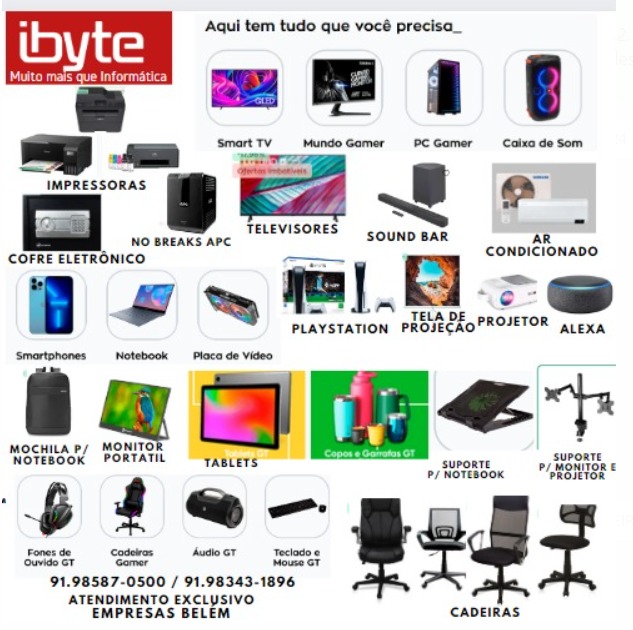 ibyte
Muito mais que Informática
Aqui tem tudo que você precisa_
Smart TV
Mundo Gamer
PC Gamer
Caixa de Som
IMPRESSORAS
NO BREAKS APC
Ofertas Imbatíveis
TELEVISORES
SOUND BAR
AR
CONDICIONADO
COFRE ELETRÔNICO
Smartphones
Notebook
Placa de Vídeo
PLAYSTATION
TELA DE
PROJEÇÃO
PROJETOR
ALEXA
MOCHILA P/
NOTEBOOK
MONITOR
PORTATIL
Tablets GT
TABLETS
Copos e Garrafas GT
SUPORTE
P/ NOTEBOOK
SUPORTE
P/ MONITOR E
PROJETOR
Fones de
Ouvido GT
Cadeiras
Gamer
Áudio GT
Teclado e
Mouse GT
91.98587-0500 / 91.98343-1896
ATENDIMENTO EXCLUSIVO
EMPRESAS BELÉM
CADEIRAS